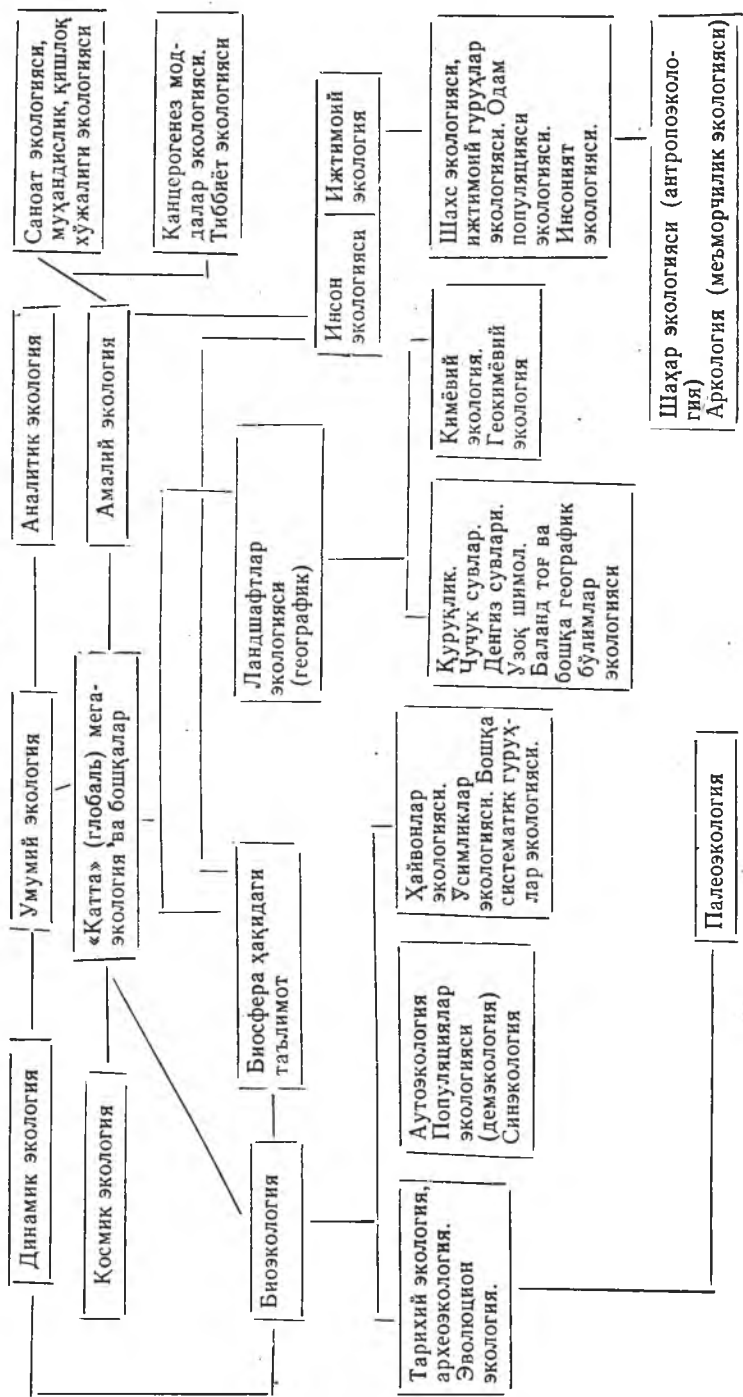 Динамик экология
Умумий экология
Аналитик экология
Саноат экологияси,
муҳандислик, қишлоқ
хўжалиги экологияси
Космик экология
«Катта» (глобаль) мега-
экология ва бошқалар
Амалий экология
Канцерогенез мод-
далар экологияси.
Тиббиёт экологияси
Биоэкология
Биосфера ҳақидаги
таълимот
Ландшафтлар
экологияси
(географик)
Инсон
экологияси
Ижтимоий
экология
Тарихий экология,
археоэкология.
Эволюцион
экология.
Аутоэкология
Популяциялар
экологияси
(демэкология)
Синэкология
Ҳайвонлар
экологияси.
Усимликлар
экологияси. Бошқа
систематик гуруҳ-
лар экологияси.
Қуруқлик.
Чучук сувлар.
Денгиз сувлари.
Узоқ шимол.
Баланд тоғ ва
бошқа географик
бўлимлар
экологияси
Кимёвий
экология.
Геокимёвий
экология
Шахс экологияси,
ижтимоий гуруҳлар
экологияси. Одам
популяцияси
экологияси.
Инсоният
экологияси.
Палеоэкология
Шаҳар экологияси (антропоэколо-
гия)
Аркология (меъморчилик экологияси)